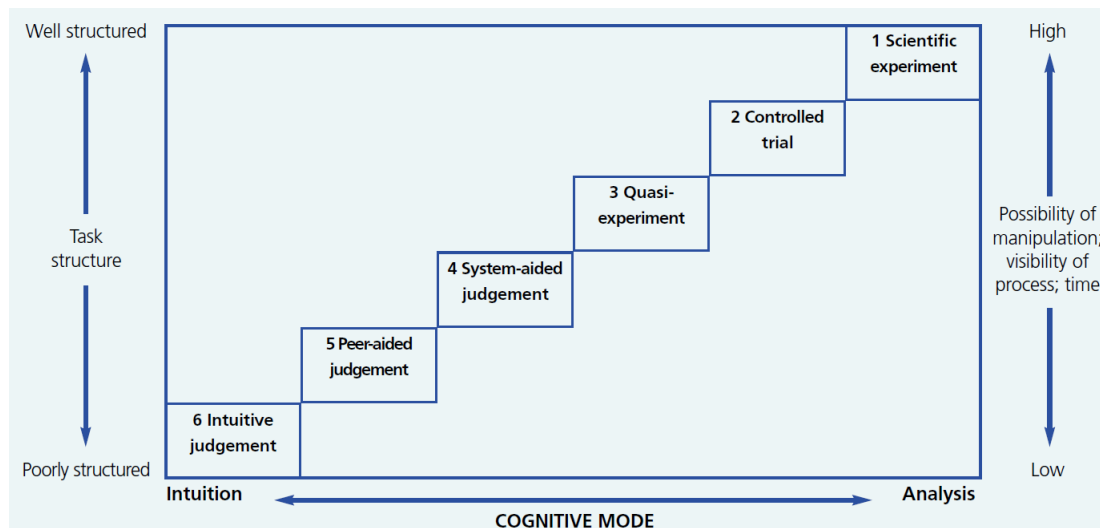 Well structured
High
1 Scientific
experiment
2 Controlled
trial
3 Quasi-
experiment
Task
structure
Possibility of
manipulation;
visibility of
process; time
4 System-aided
judgement
5 Peer-aided
judgement
6 Intuitive
judgement
Poorly structured
Low
Intuition
Analysis
COGNITIVE MODE